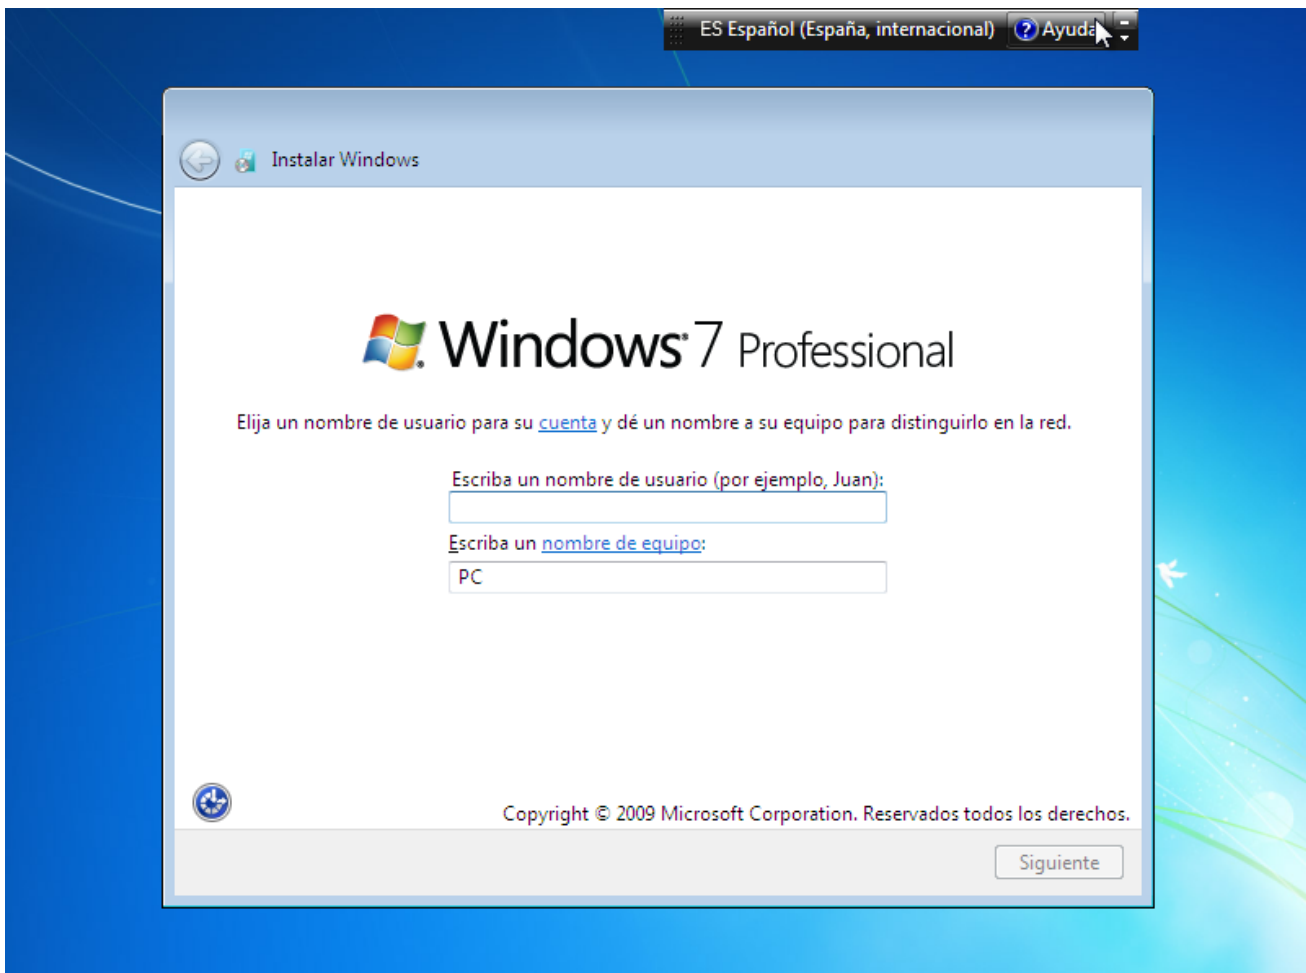 ES Español (España, internacional) Ayuda
Instalar Windows
Windows 7 Professional
Elija un nombre de usuario para su cuenta y dé un nombre a su equipo para distinguirlo en la red.
Escriba un nombre de usuario (por ejemplo, Juan):
Escriba un nombre de equipo:
PC
Copyright © 2009 Microsoft Corporation. Reservados todos los derechos.
Siguiente